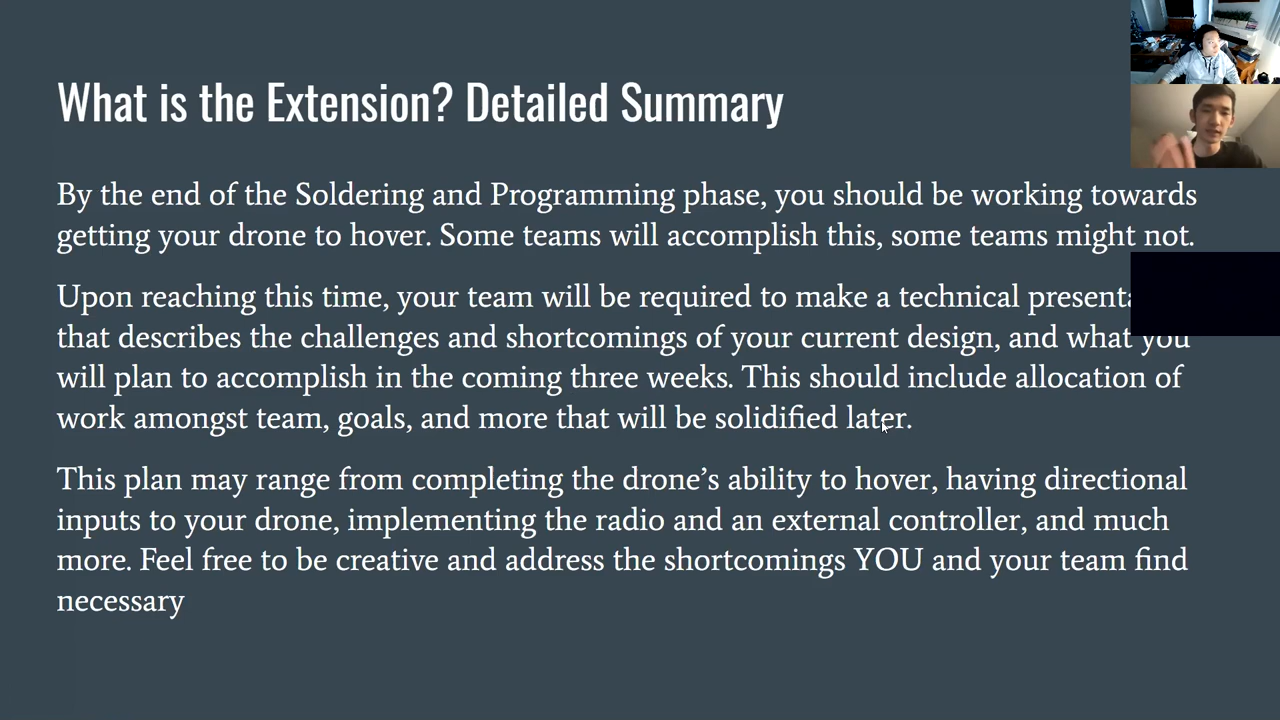 What is the Extension? Detailed Summary
By the end of the Soldering and Programming phase, you should be working towards
getting your drone to hover. Some teams will accomplish this, some teams might not.
Upon reaching this time, your team will be required to make a technical
that describes the challenges and shortcomings of your current design, and what you
will plan to accomplish in the coming three weeks. This should include allocation of
work amongst team, goals, and more that will be solidified later.
This plan may range from completing the drone’s ability to hover, having directional
inputs to your drone, implementing the radio and an external controller, and much
more. Feel free to be creative and address the shortcomings YOU and your team find
necessary